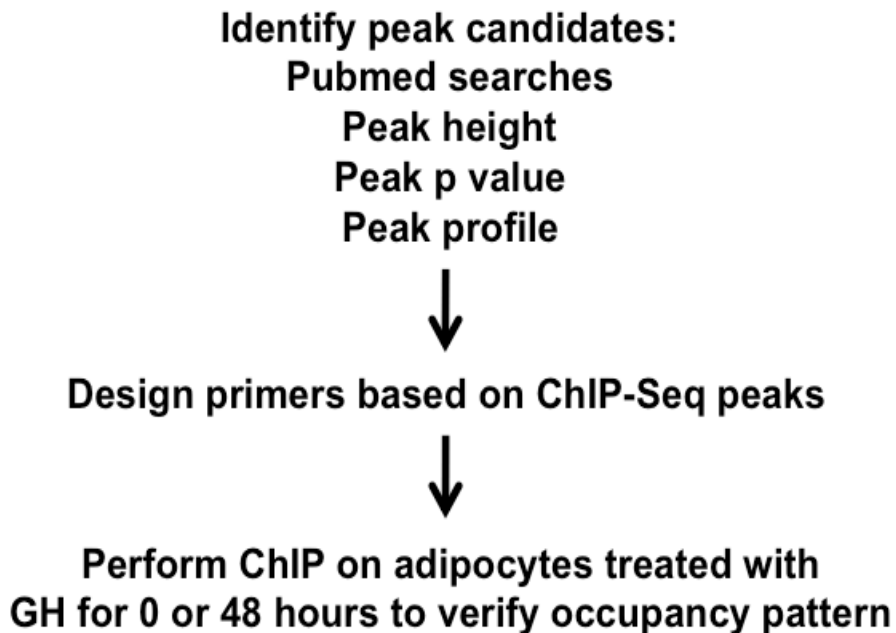 Identify peak candidates:
Pubmed searches
Peak height
Peak p value
Peak profile
Design primers based on ChIP-Seq peaks
Perform ChIP on adipocytes treated with
GH for 0 or 48 hours to verify occupancy pattern